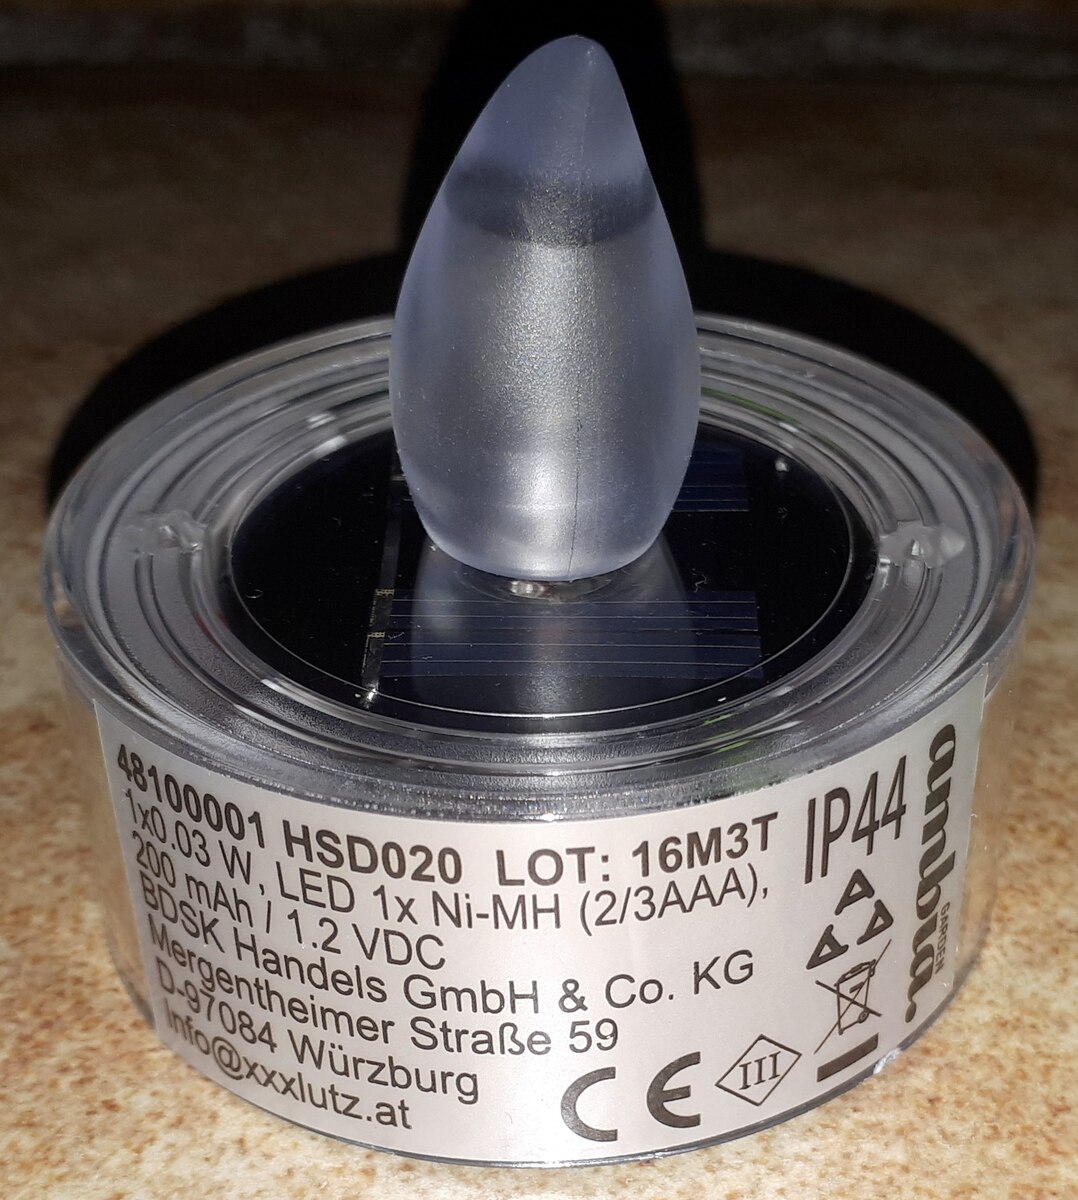 48100001 HSD020 LOT: 16M3T
1x0.03 W, LED 1x Ni-MH (2/3AAA),
200 mAh / 1.2 VDC
BDSK Handels GmbH & Co. KG
Mergentheimer Straße 59
D-97084 Würzburg
Info@xxxlutz.at
CE
III
IP44
ambia.
GARDEN